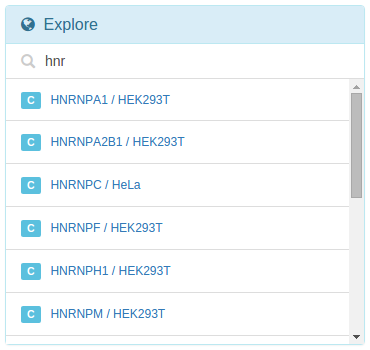 Explore
hnr
C HNRNPA1 / HEK293T
C HNRNPA2B1 / HEK293T
C HNRNPC / HeLa
C HNRNPF / HEK293T
C HNRNPH1 / HEK293T
C HNRNPM / HEK293T